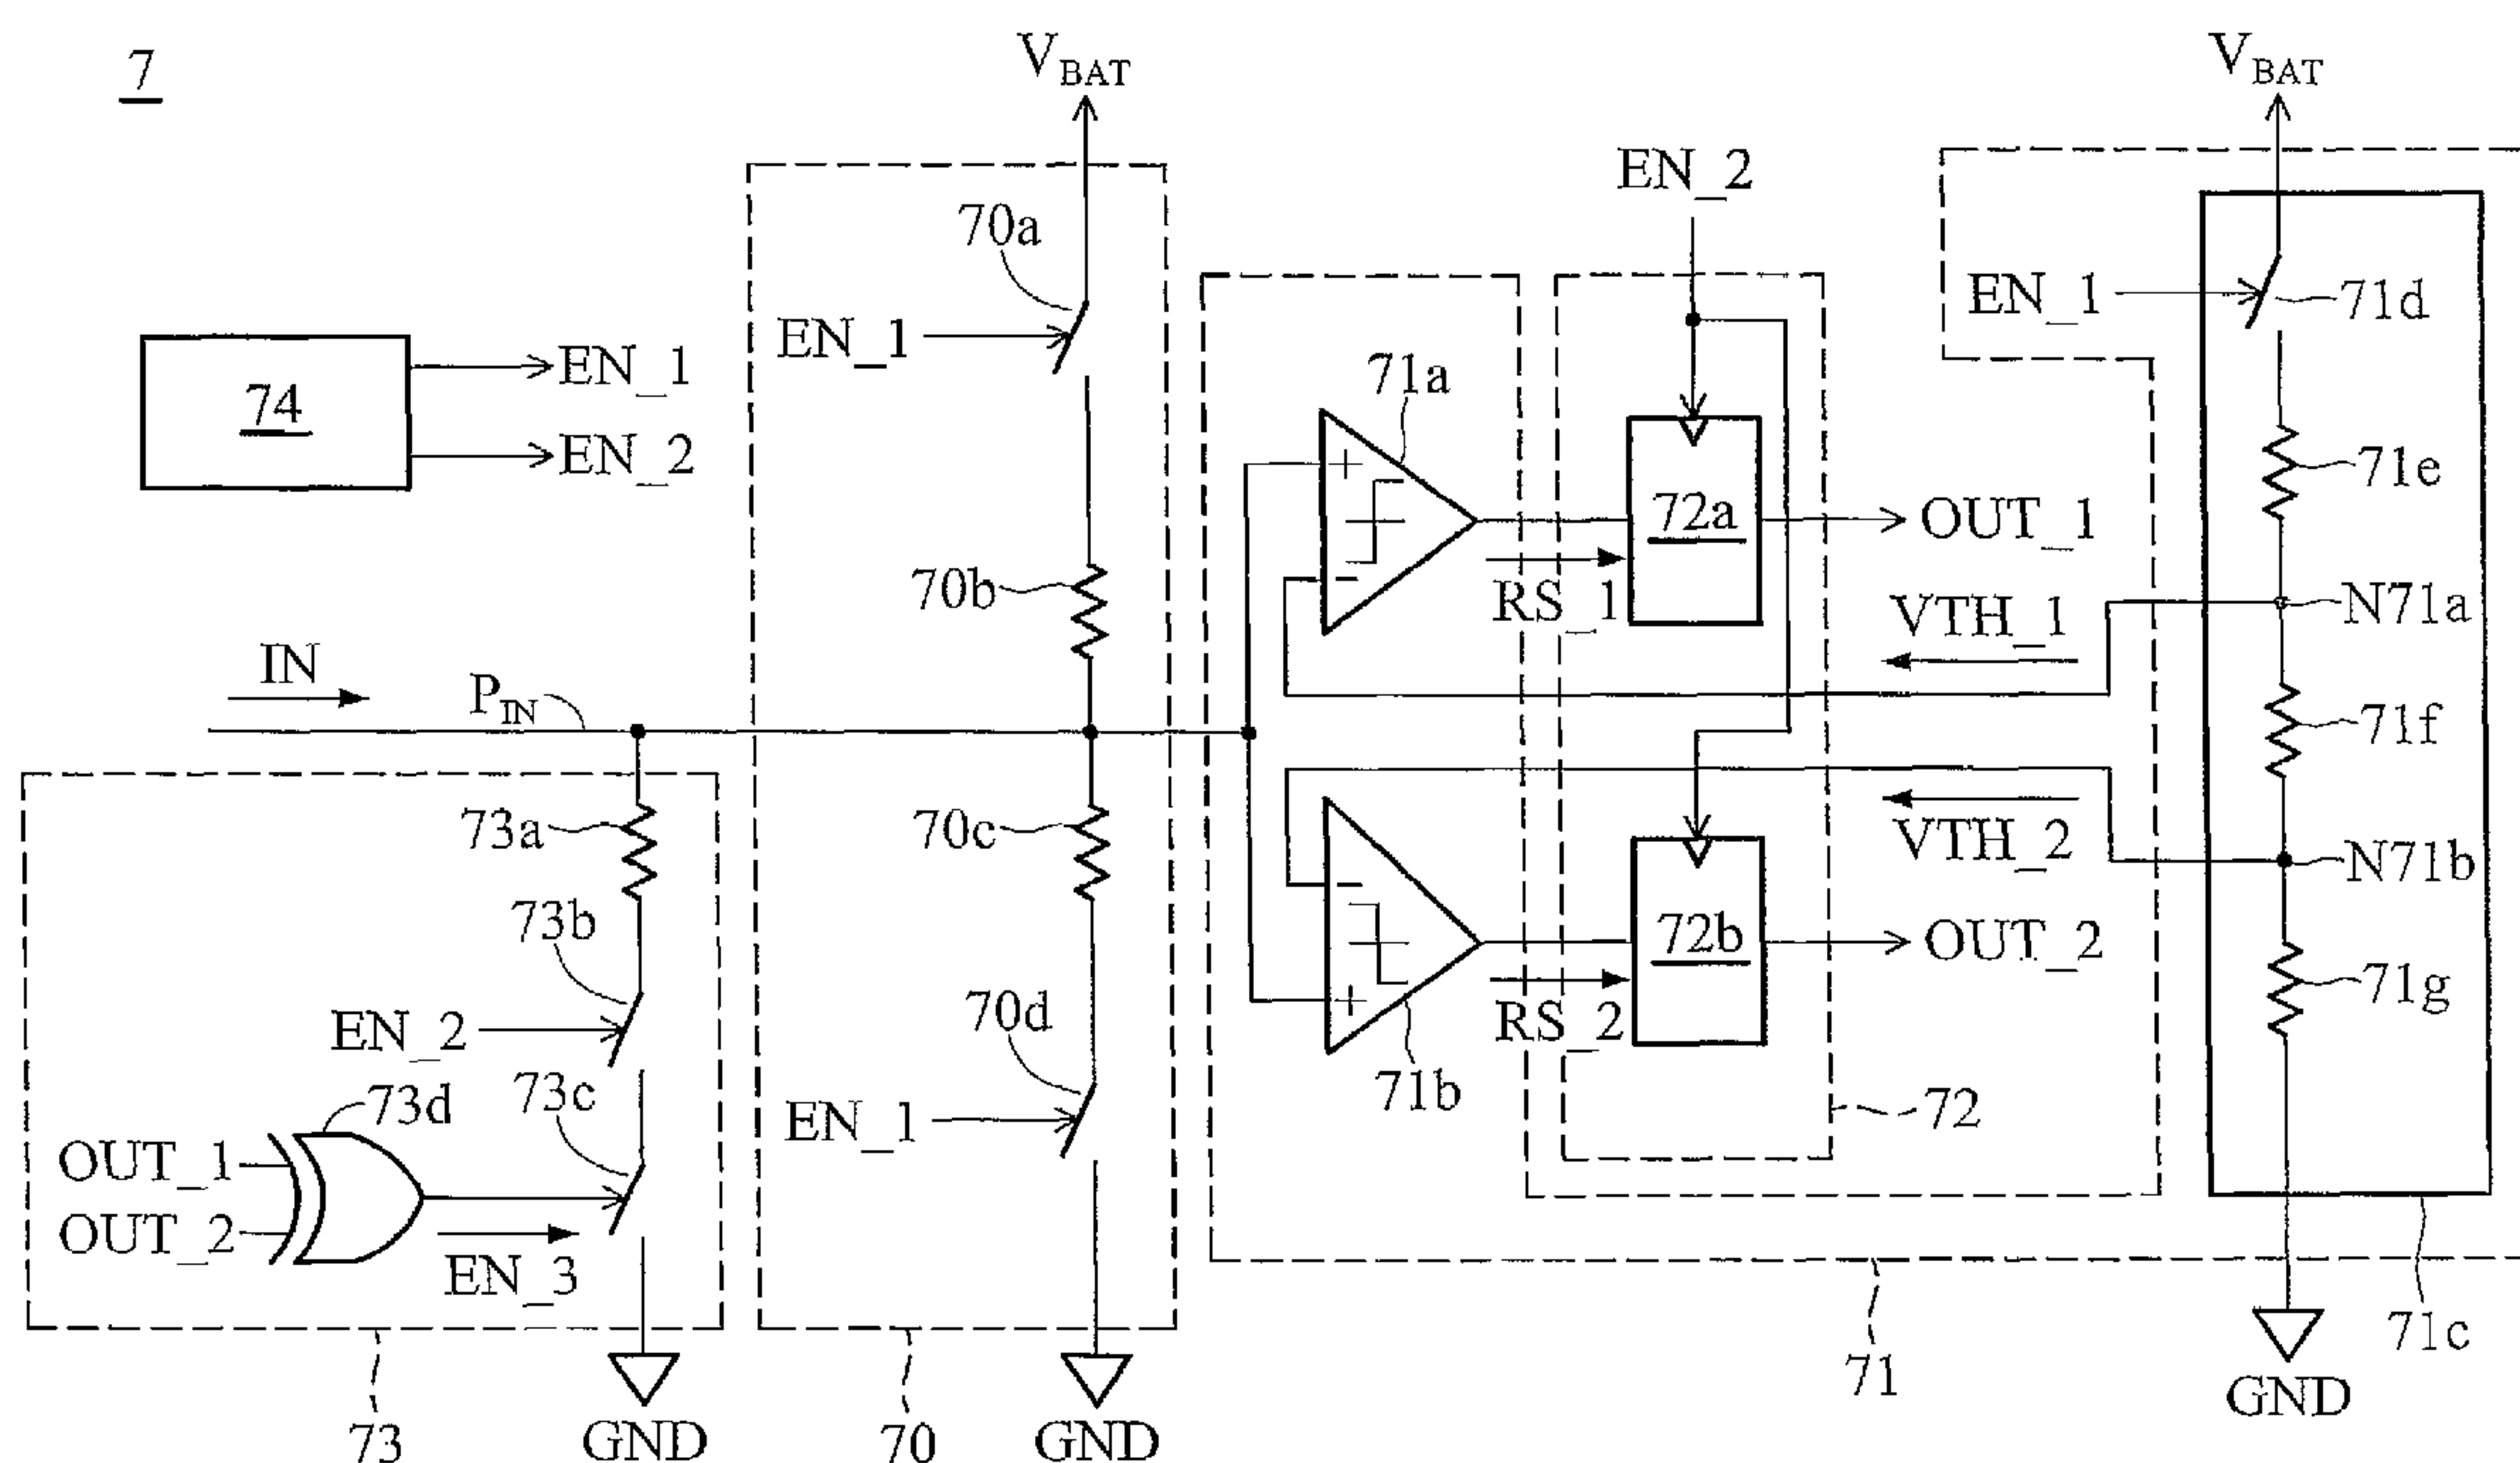 7
V_BAT
V_BAT
EN_2
70a
EN_1
71d
EN_1
EN_1
74
EN_2
71a
71e
72a
OUT_1
70b
RS_1
N71a
VTH_1
IN
P_IN
71f
73a
70c
VTH_2
N71b
73b
72b
OUT_2
71g
EN_2
70d
RS_2
73d
73c
EN_1
71b
72
OUT_1
OUT_2
EN_3
71c
71
GND
73
GND
70
GND